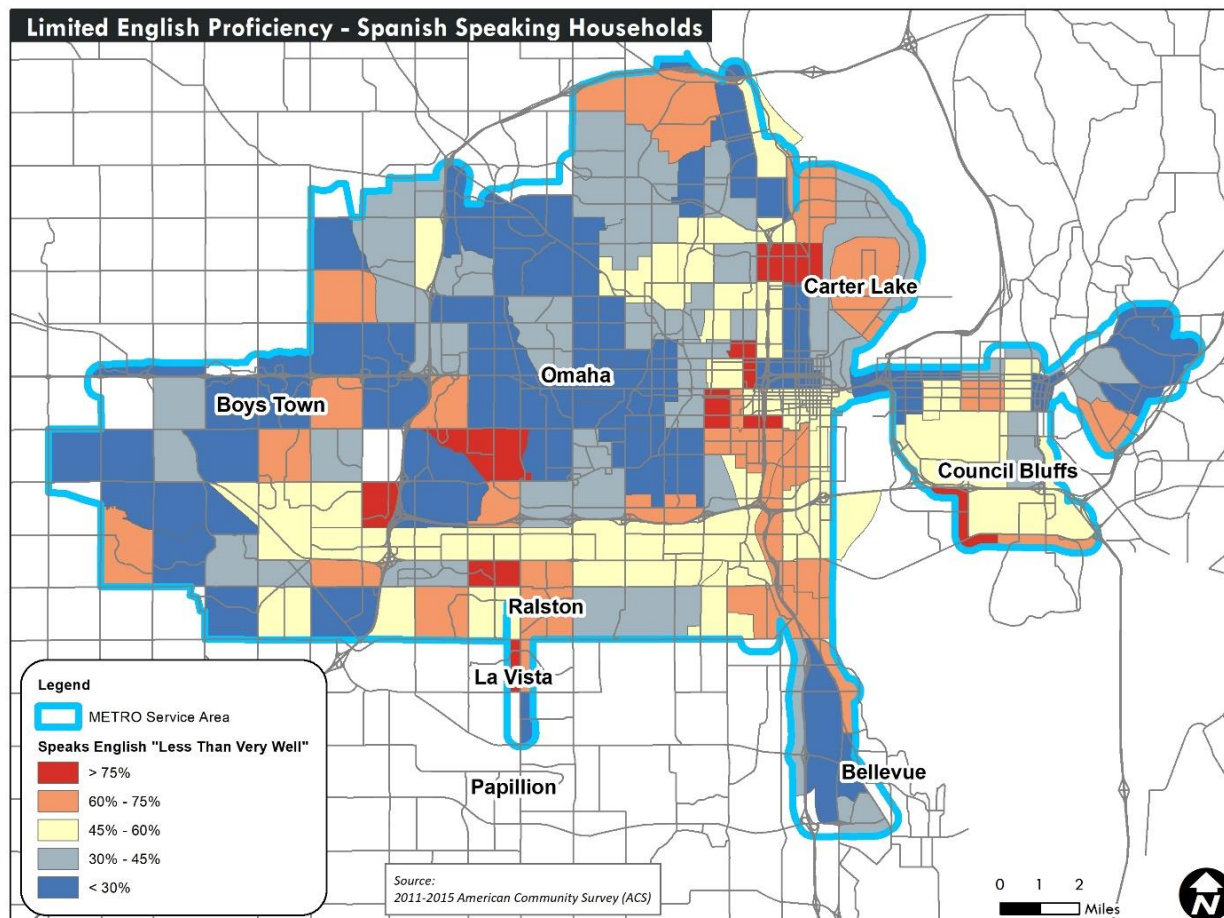 Limited English Proficiency - Spanish Speaking Households
Carter Lake
Omaha
Boys Town
Council Bluffs
Ralston
La Vista
Bellevue
Papillion
Legend
METRO Service Area
Speaks English "Less Than Very Well"
> 75%
60% - 75%
45% - 60%
30% - 45%
< 30%
Source:
2011-2015 American Community Survey (ACS)
0 1 2
Miles
N